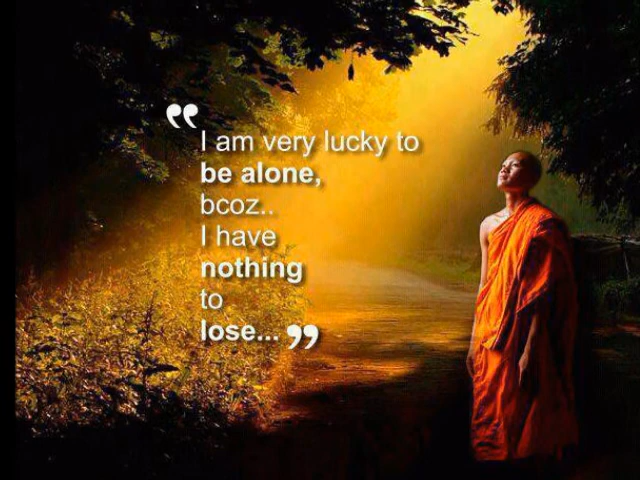 “I am very lucky to
be alone,
bcoz..
I have
nothing
to
lose...”